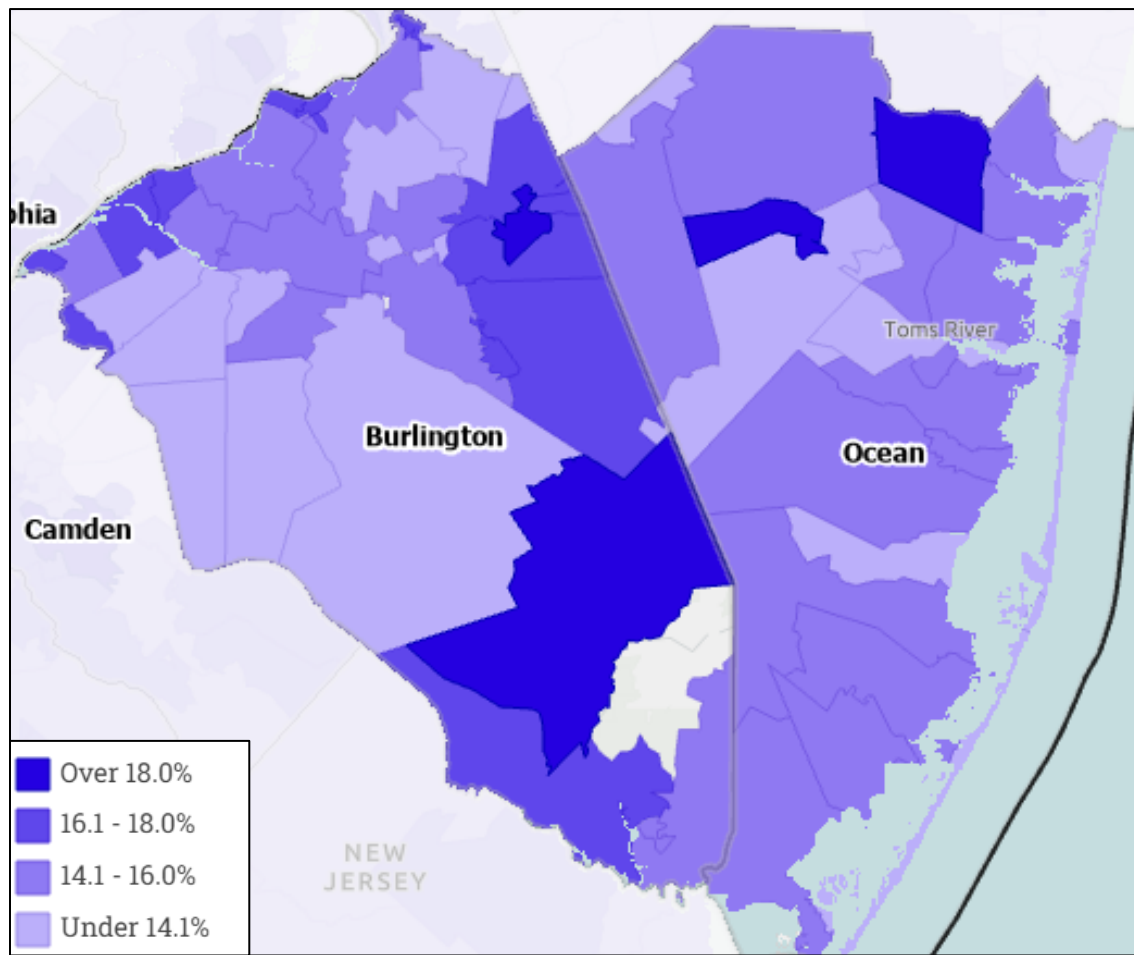 phia
Toms River
Burlington
Ocean
Camden
Over 18.0%
16.1 - 18.0%
14.1 - 16.0%
Under 14.1%
NEW
JERSEY